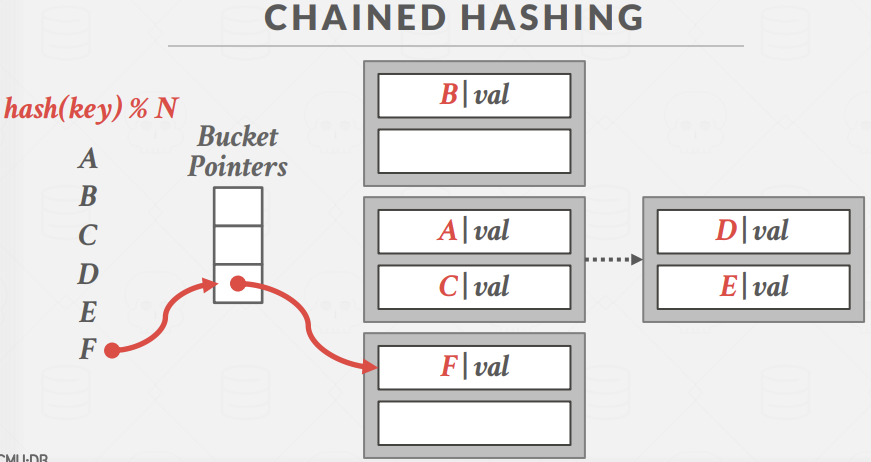 CHAINED HASHING
hash(key) % N
Bucket
Pointers
A
B
C
D
E
F
B|val
A|val
C|val
D|val
E|val
F|val
CMU·DB